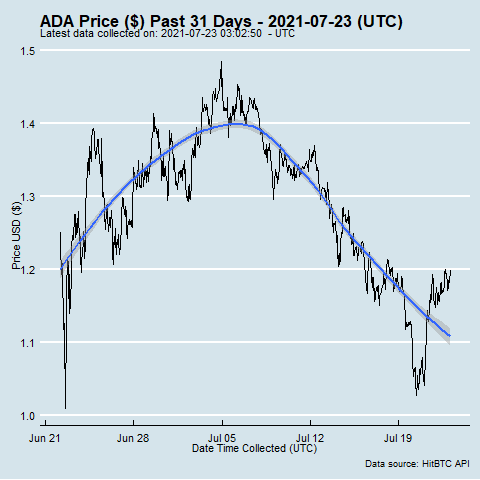 ADA Price ($) Past 31 Days - 2021-07-23 (UTC)
Latest data collected on: 2021-07-23 03:02:50  - UTC
1.5
1.4
1.3
1.2
1.1
1.0
Price USD ($)
Jun 21 Jun 28 Jul 05 Jul 12 Jul 19
Date Time Collected (UTC)
Data source: HitBTC API